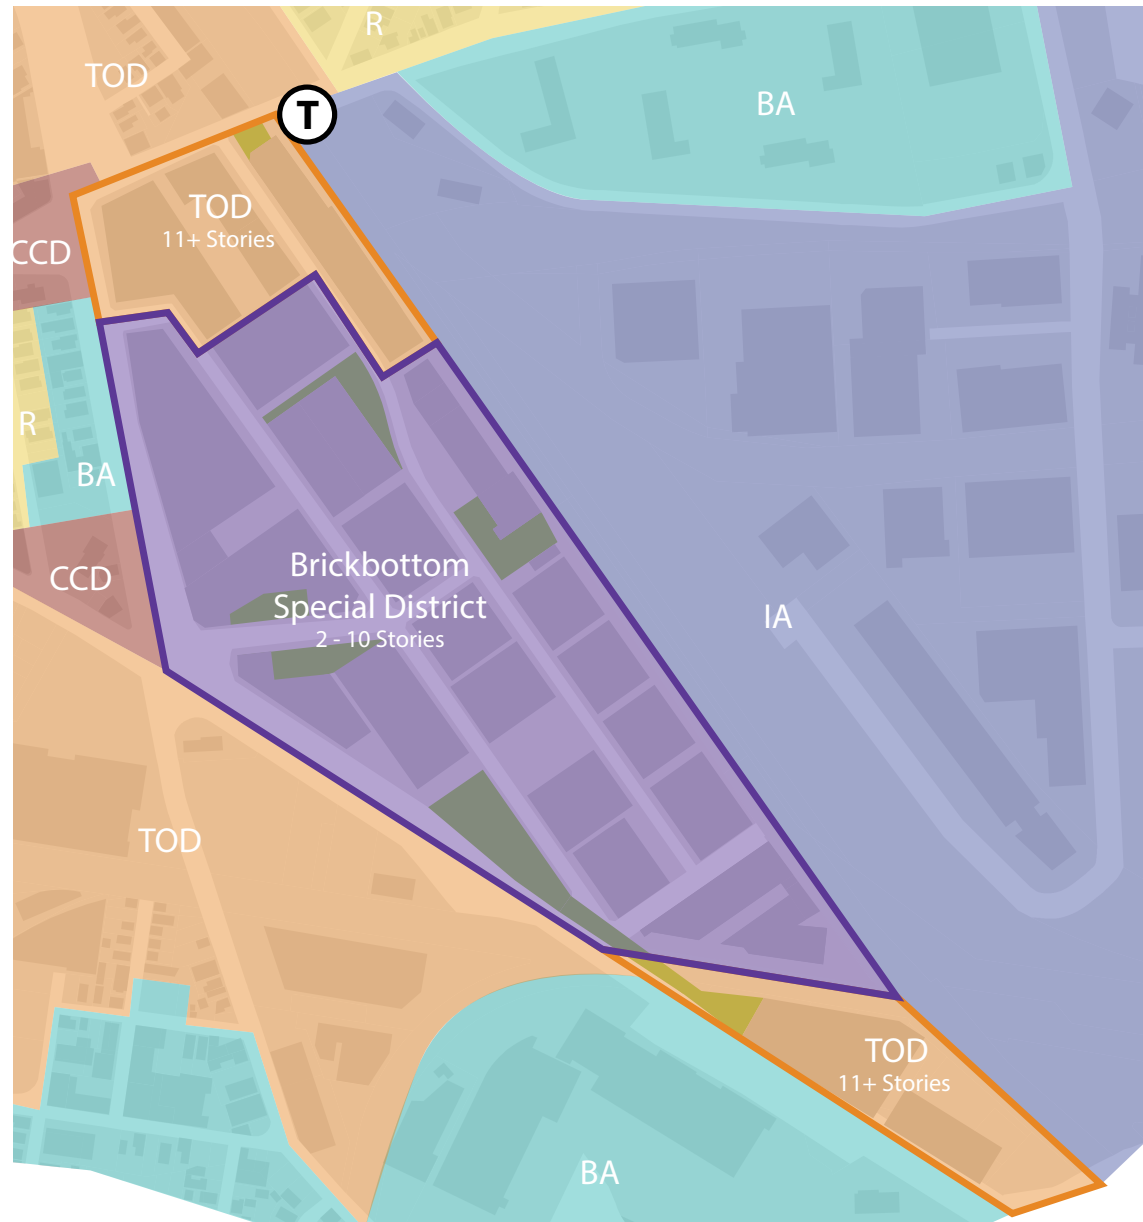 R
TOD
BA
T
TOD
11+ Stories
CCD
R
BA
Brickbottom
Special District
2 - 10 Stories
CCD
IA
TOD
TOD
11+ Stories
BA